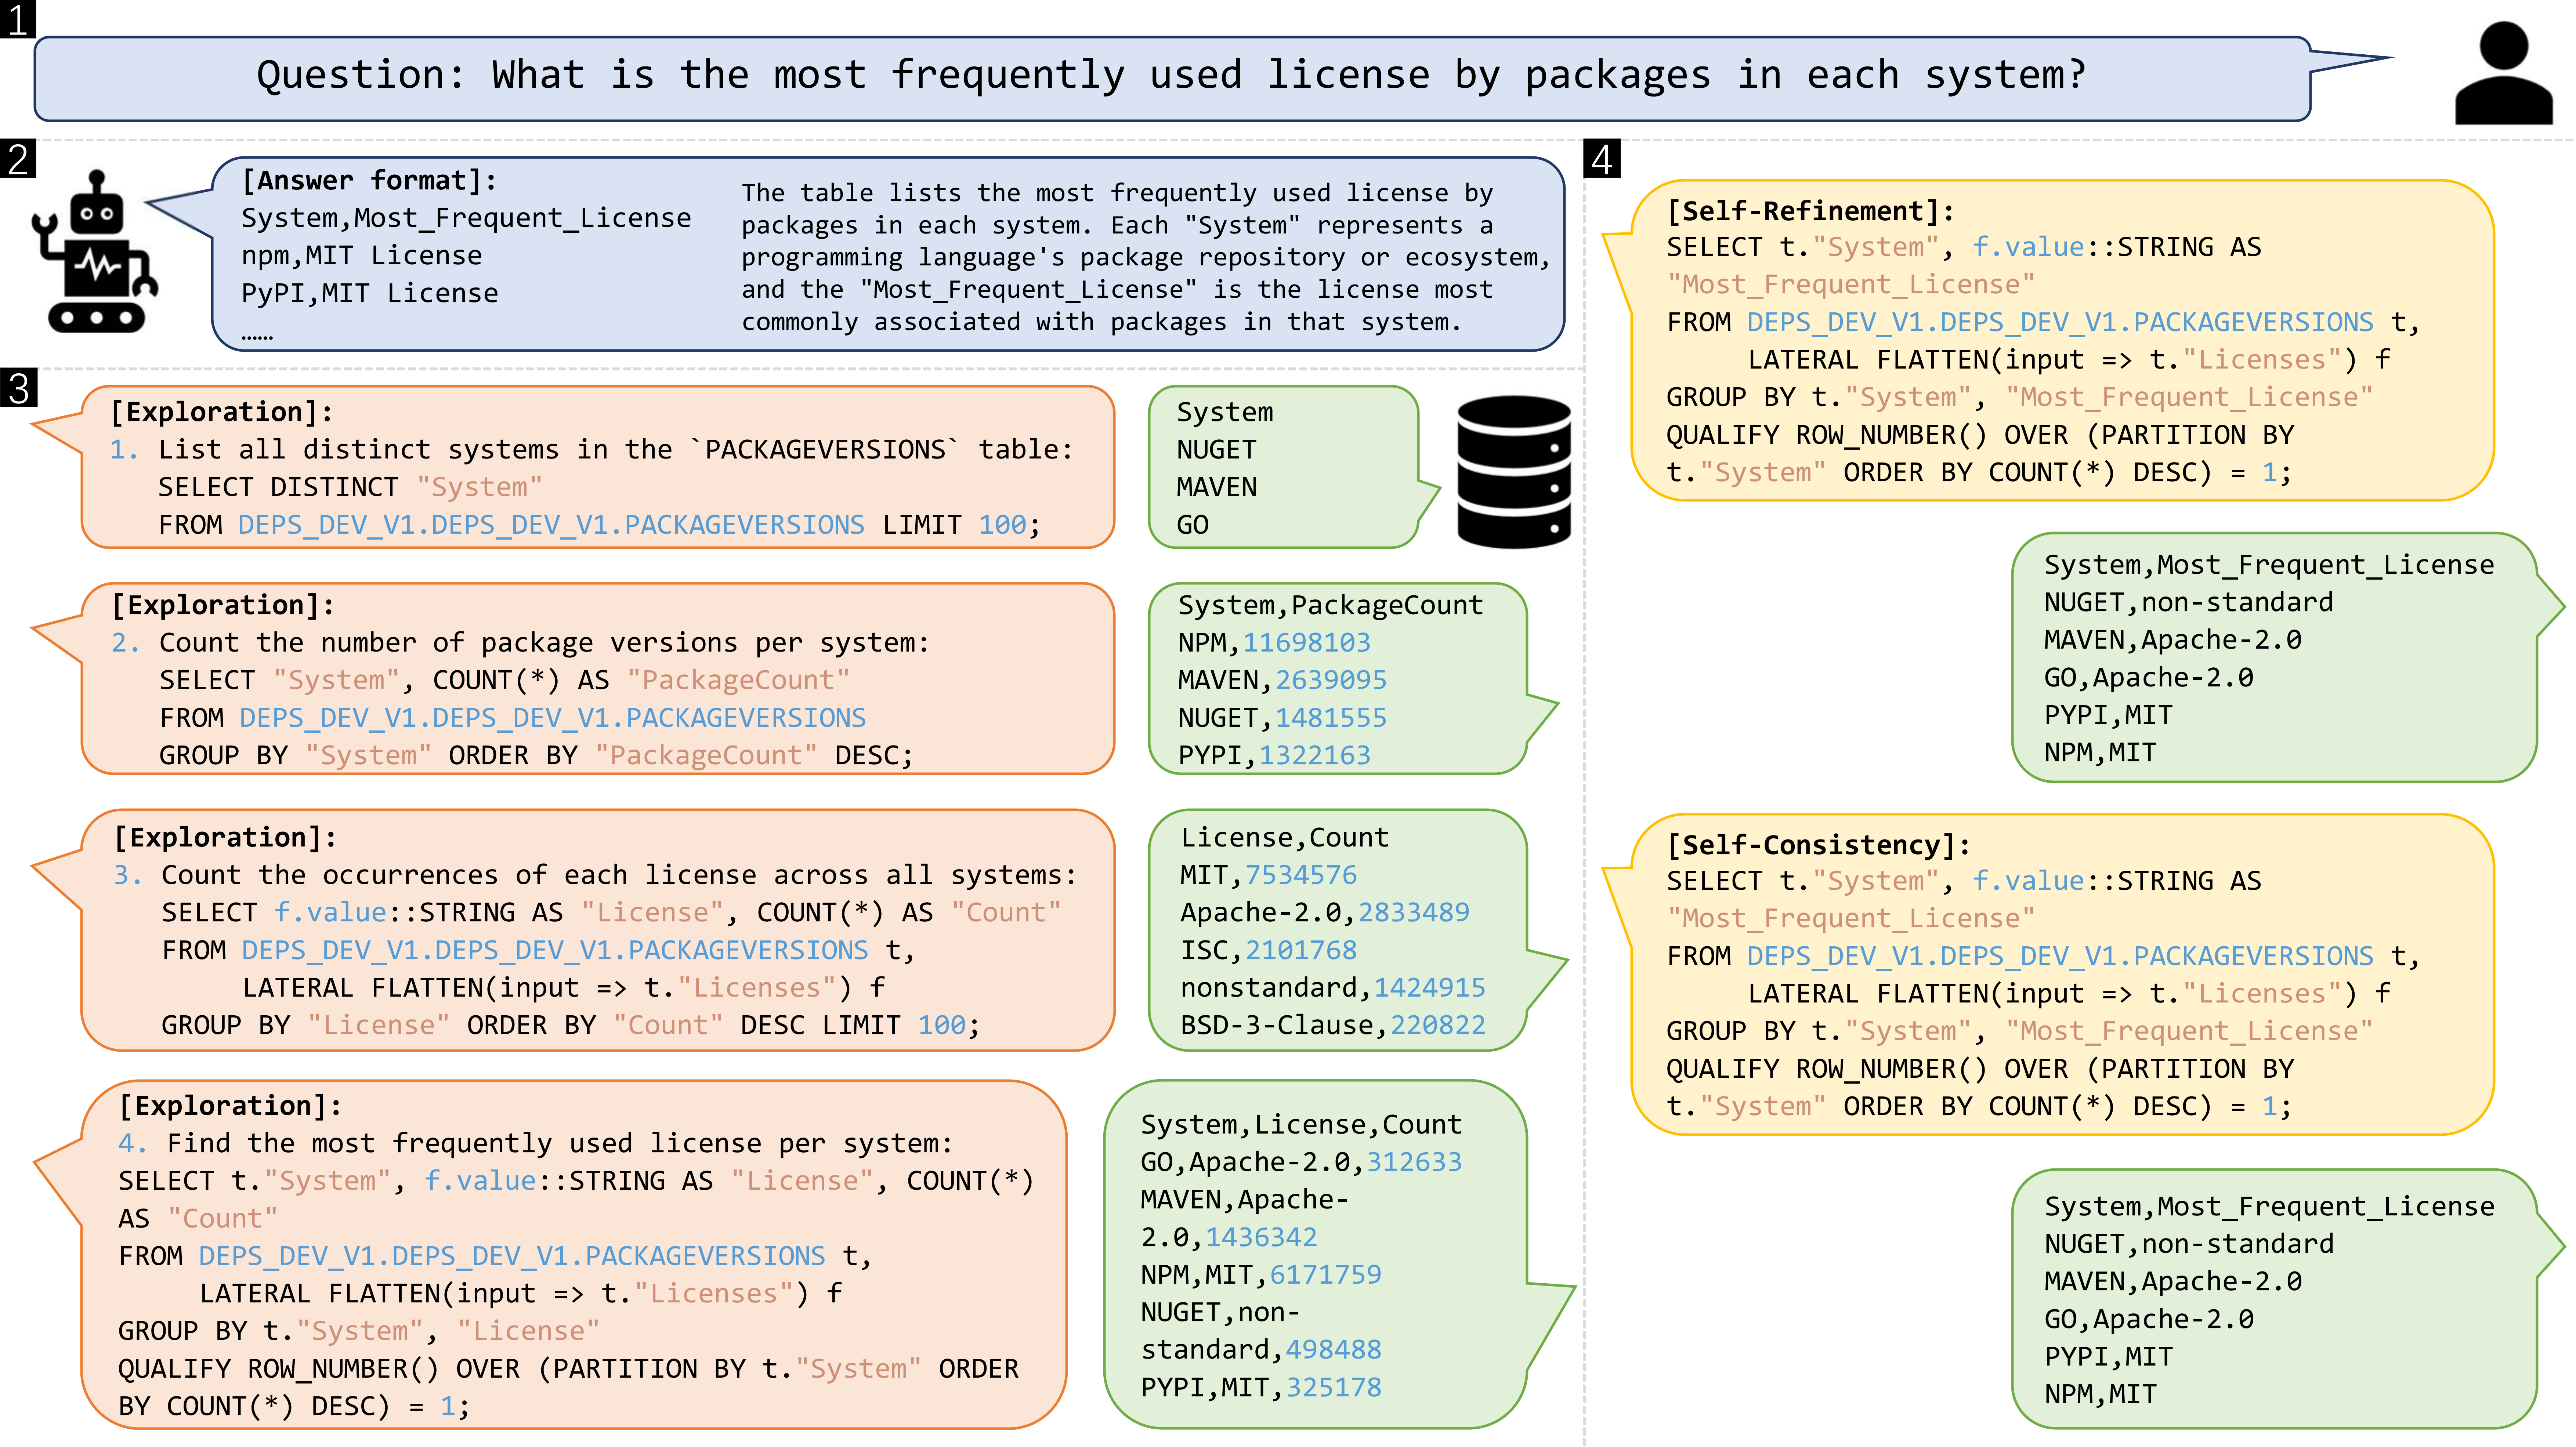 1
Question: What is the most frequently used license by packages in each system?
2
[Answer format]:
System,Most_Frequent_License
npm,MIT License
PyPI,MIT License
……
The table lists the most frequently used license by
packages in each system. Each "System" represents a
programming language's package repository or ecosystem,
and the "Most_Frequent_License" is the license most
commonly associated with packages in that system.
3
[Exploration]:
1. List all distinct systems in the `PACKAGEVERSIONS` table:
SELECT DISTINCT "System"
FROM DEPS_DEV_V1.DEPS_DEV_V1.PACKAGEVERSIONS LIMIT 100;
System
NUGET
MAVEN
GO
[Exploration]:
2. Count the number of package versions per system:
SELECT "System", COUNT(*) AS "PackageCount"
FROM DEPS_DEV_V1.DEPS_DEV_V1.PACKAGEVERSIONS
GROUP BY "System" ORDER BY "PackageCount" DESC;
System,PackageCount
NPM,11698103
MAVEN,2639095
NUGET,1481555
PYPI,1322163
[Exploration]:
3. Count the occurrences of each license across all systems:
SELECT f.value::STRING AS "License", COUNT(*) AS "Count"
FROM DEPS_DEV_V1.DEPS_DEV_V1.PACKAGEVERSIONS t,
LATERAL FLATTEN(input => t."Licenses") f
GROUP BY "License" ORDER BY "Count" DESC LIMIT 100;
License,Count
MIT,7534576
Apache-2.0,2833489
ISC,2101768
nonstandard,1424915
BSD-3-Clause,220822
[Exploration]:
4. Find the most frequently used license per system:
SELECT t."System", f.value::STRING AS "License", COUNT(*)
AS "Count"
FROM DEPS_DEV_V1.DEPS_DEV_V1.PACKAGEVERSIONS t,
LATERAL FLATTEN(input => t."Licenses") f
GROUP BY t."System", "License"
QUALIFY ROW_NUMBER() OVER (PARTITION BY t."System" ORDER
BY COUNT(*) DESC) = 1;
System,License,Count
GO,Apache-2.0,312633
MAVEN,Apache-
2.0,1436342
NPM,MIT,6171759
NUGET,non-
standard,498488
PYPI,MIT,325178
4
[Self-Refinement]:
SELECT t."System", f.value::STRING AS
"Most_Frequent_License"
FROM DEPS_DEV_V1.DEPS_DEV_V1.PACKAGEVERSIONS t,
LATERAL FLATTEN(input => t."Licenses") f
GROUP BY t."System", "Most_Frequent_License"
QUALIFY ROW_NUMBER() OVER (PARTITION BY
t."System" ORDER BY COUNT(*) DESC) = 1;
System,Most_Frequent_License
NUGET,non-standard
MAVEN,Apache-2.0
GO,Apache-2.0
PYPI,MIT
NPM,MIT
[Self-Consistency]:
SELECT t."System", f.value::STRING AS
"Most_Frequent_License"
FROM DEPS_DEV_V1.DEPS_DEV_V1.PACKAGEVERSIONS t,
LATERAL FLATTEN(input => t."Licenses") f
GROUP BY t."System", "Most_Frequent_License"
QUALIFY ROW_NUMBER() OVER (PARTITION BY
t."System" ORDER BY COUNT(*) DESC) = 1;
System,Most_Frequent_License
NUGET,non-standard
MAVEN,Apache-2.0
GO,Apache-2.0
PYPI,MIT
NPM,MIT